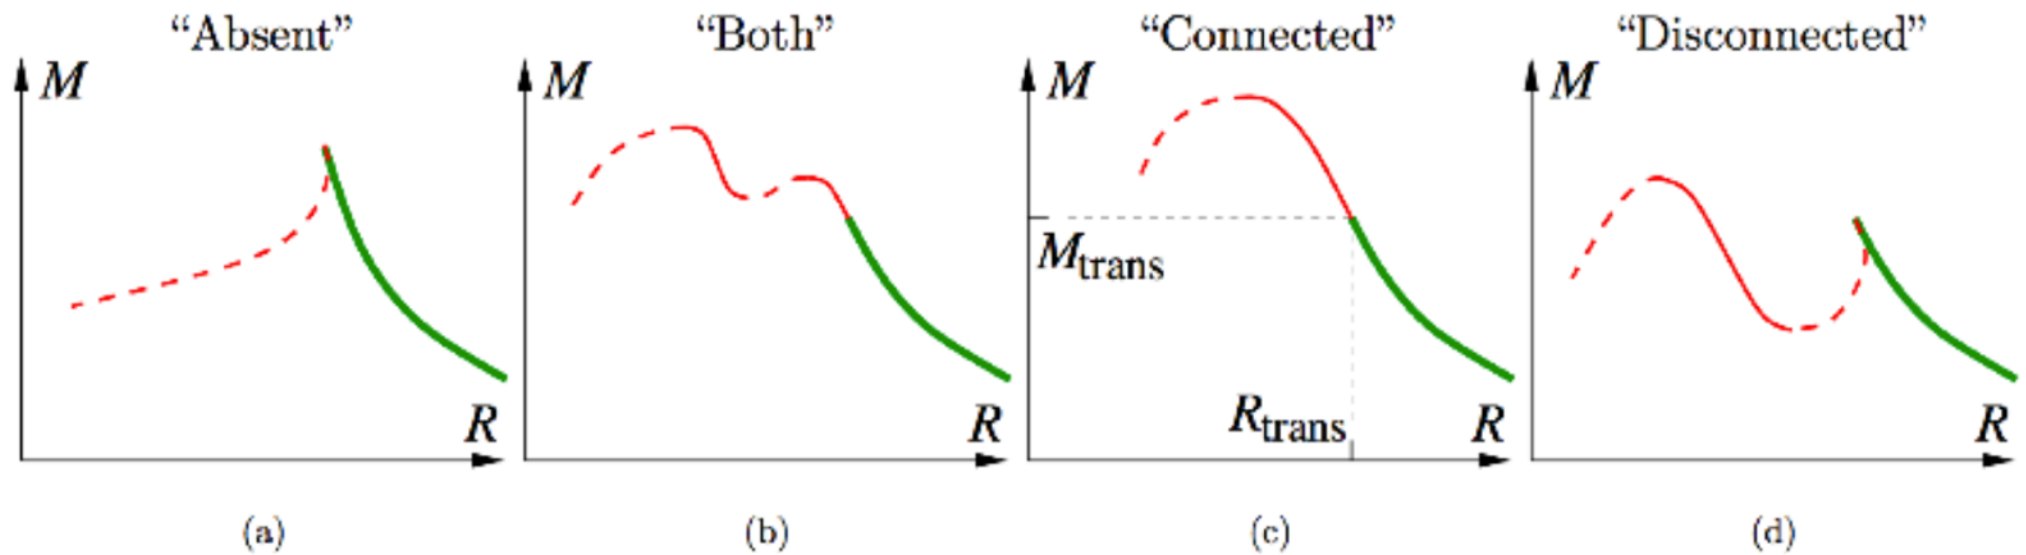 “Absent” “Both” “Connected” “Disconnected”
M M M M
M_trans
R_trans
R R R R
(a) (b) (c) (d)